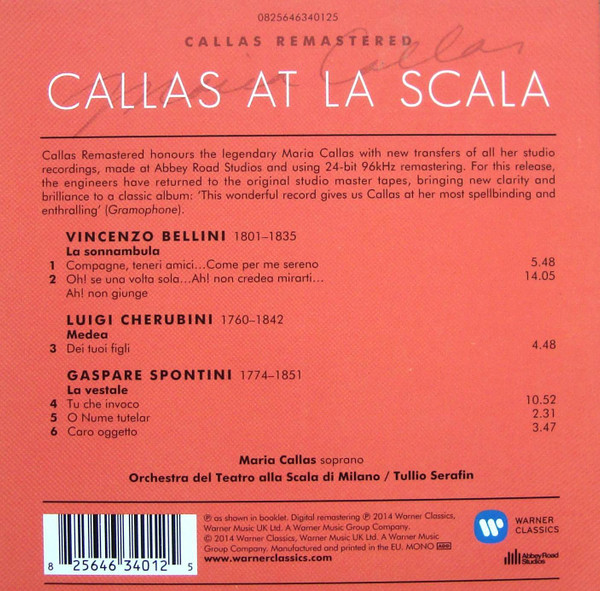 0825646340125
CALLAS REMASTERED
Maria Callas
CALLAS AT LA SCALA
Callas Remastered honours the legendary Maria Callas with new transfers of all her studio
recordings, made at Abbey Road Studios and using 24-bit 96kHz remastering. For this release,
the engineers have returned to the original studio master tapes, bringing new clarity and
brilliance to a classic album: ‘This wonderful record gives us Callas at her most spellbinding and
enthralling’ (Gramophone).
VINCENZO BELLINI 1801–1835
La sonnambula
1 Compagne, teneri amici...Come per me sereno 5.48
2 Oh! se una volta sola...Ah! non credea mirarti... 14.05
Ah! non giunge
LUIGI CHERUBINI 1760–1842
Medea
3 Dei tuoi figli 4.48
GASPARE SPONTINI 1774–1851
La vestale
4 Tu che invoco 10.52
5 O Nume tutelar 2.31
6 Caro oggetto 3.47
Maria Callas soprano
Orchestra del Teatro alla Scala di Milano / Tullio Serafin
℗ as shown in booklet. Digital remastering ℗ 2014 Warner Classics,
Warner Music UK Ltd. A Warner Music Group Company.
© 2014 Warner Classics, Warner Music UK Ltd. A Warner Music
Group Company. Manufactured and printed in the EU. MONO ADD
www.warnerclassics.com
8 25646 34012 5
WARNER
CLASSICS
Abbey Road
Studios